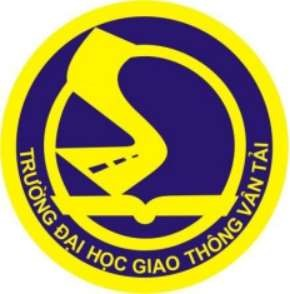 TRƯỜNG ĐẠI HỌC GIAO THÔNG VẬN TẢI